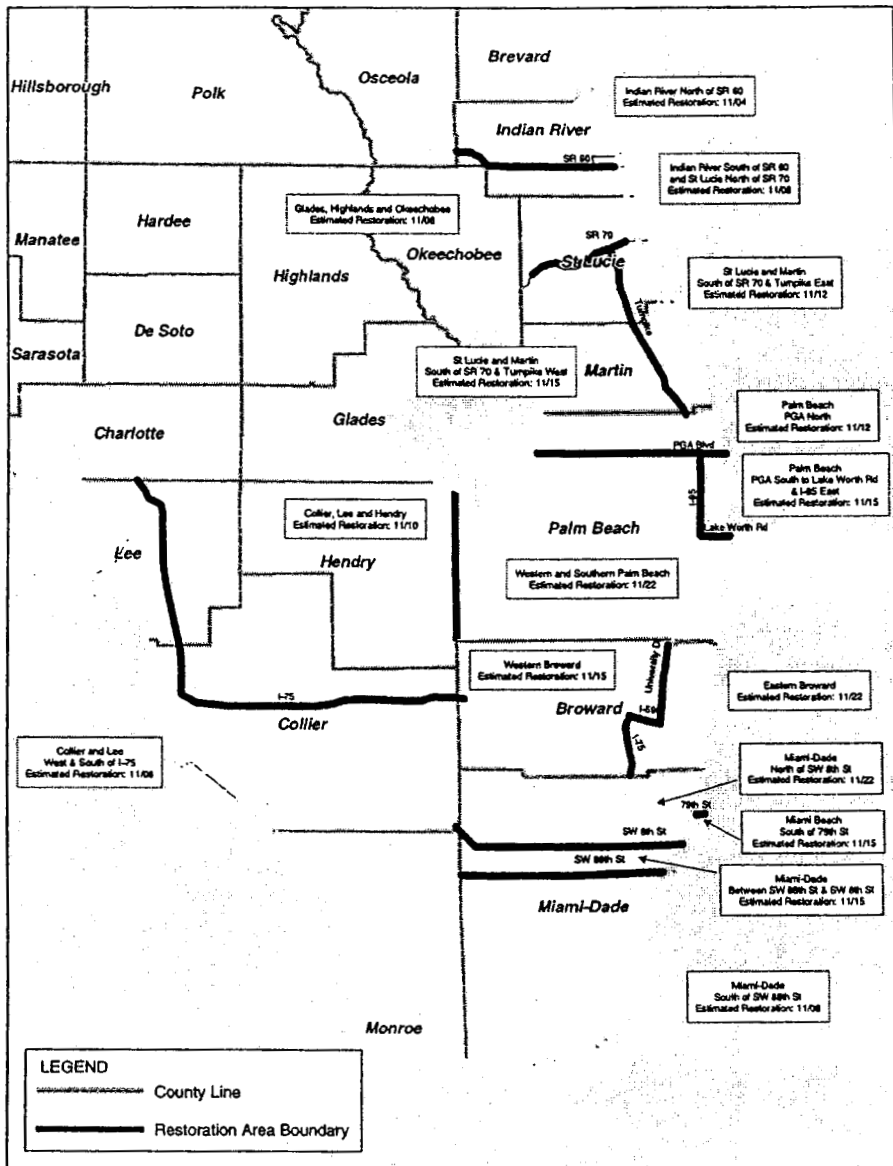 Hillsborough
Polk
Osceola
Brevard
Indian River North of SR 60
Estimated Restoration: 11/04
Indian River
SR 60
Indian River South of SR 60
and St Lucie North of SR 70
Estimated Restoration: 11/08
Manatee
Hardee
Glades, Highlands and Okeechobee
Estimated Restoration: 11/08
Highlands
Okeechobee
SR 70
St Lucie
St Lucie and Martin
South of SR 70 & Turnpike East
Estimated Restoration: 11/12
Turnpike
Sarasota
De Soto
St Lucie and Martin
South of SR 70 & Turnpike West
Estimated Restoration: 11/15
Martin
Charlotte
Glades
Palm Beach
PGA North
Estimated Restoration: 11/12
PGA Blvd
Palm Beach
PGA South to Lake Worth Rd
& I-95 East
Estimated Restoration: 11/15
I-95
Lake Worth Rd
Collier, Lee and Hendry
Estimated Restoration: 11/10
Lee
Hendry
Palm Beach
Western and Southern Palm Beach
Estimated Restoration: 11/22
Western Broward
Estimated Restoration: 11/15
University D
Eastern Broward
Estimated Restoration: 11/22
I-75
Collier
Broward
I-75
Collier and Lee
West & South of I-75
Estimated Restoration: 11/08
Miami-Dade
North of SW 8th St
Estimated Restoration: 11/22
79th St
Miami Beach
South of 79th St
Estimated Restoration: 11/15
SW 8th St
SW 88th St
Miami-Dade
Between SW 88th St & SW 8th St
Estimated Restoration: 11/15
Miami-Dade
Miami-Dade
South of SW 88th St
Estimated Restoration: 11/08
Monroe
LEGEND
County Line
Restoration Area Boundary